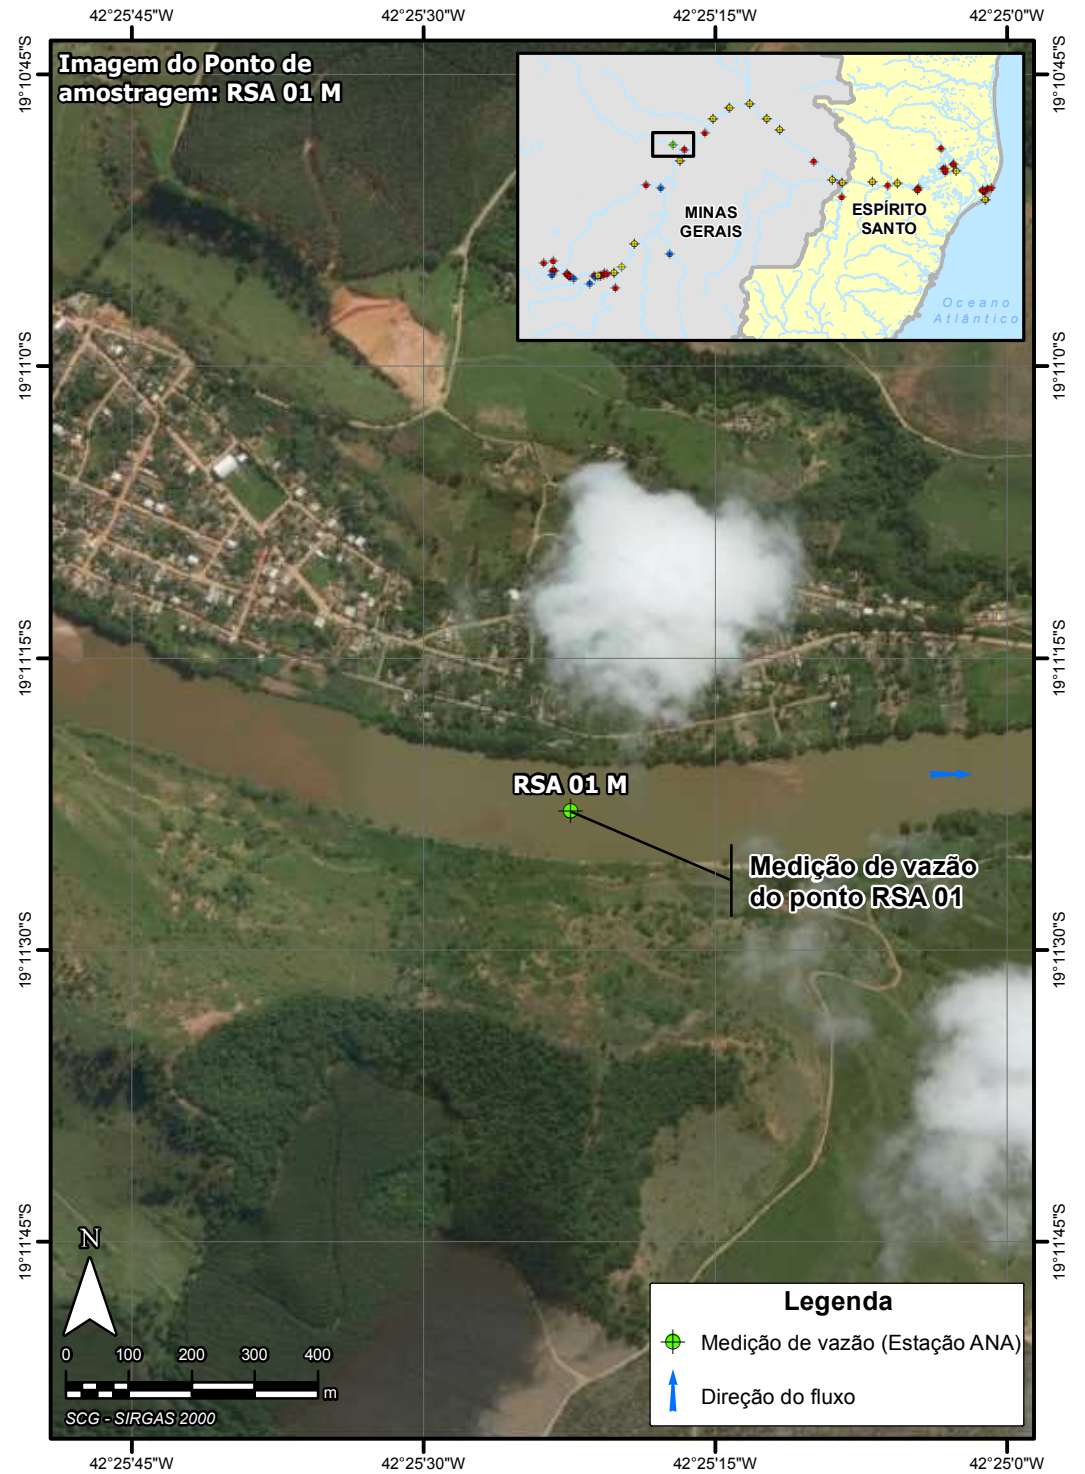 42°25'45"W
42°25'30"W
42°25'15"W
42°25'0"W
19°10'45"S
19°10'45"S
Imagem do Ponto de
amostragem: RSA 01 M
MINAS
GERAIS
ESPÍRITO
SANTO
Oceano
Atlântico
19°11'0"S
19°11'0"S
19°11'15"S
19°11'15"S
RSA 01 M
Medição de vazão
do ponto RSA 01
19°11'30"S
19°11'30"S
19°11'45"S
19°11'45"S
N
0 100 200 300 400
m
SCG - SIRGAS 2000
Legenda
Medição de vazão (Estação ANA)
Direção do fluxo
42°25'45"W
42°25'30"W
42°25'15"W
42°25'0"W